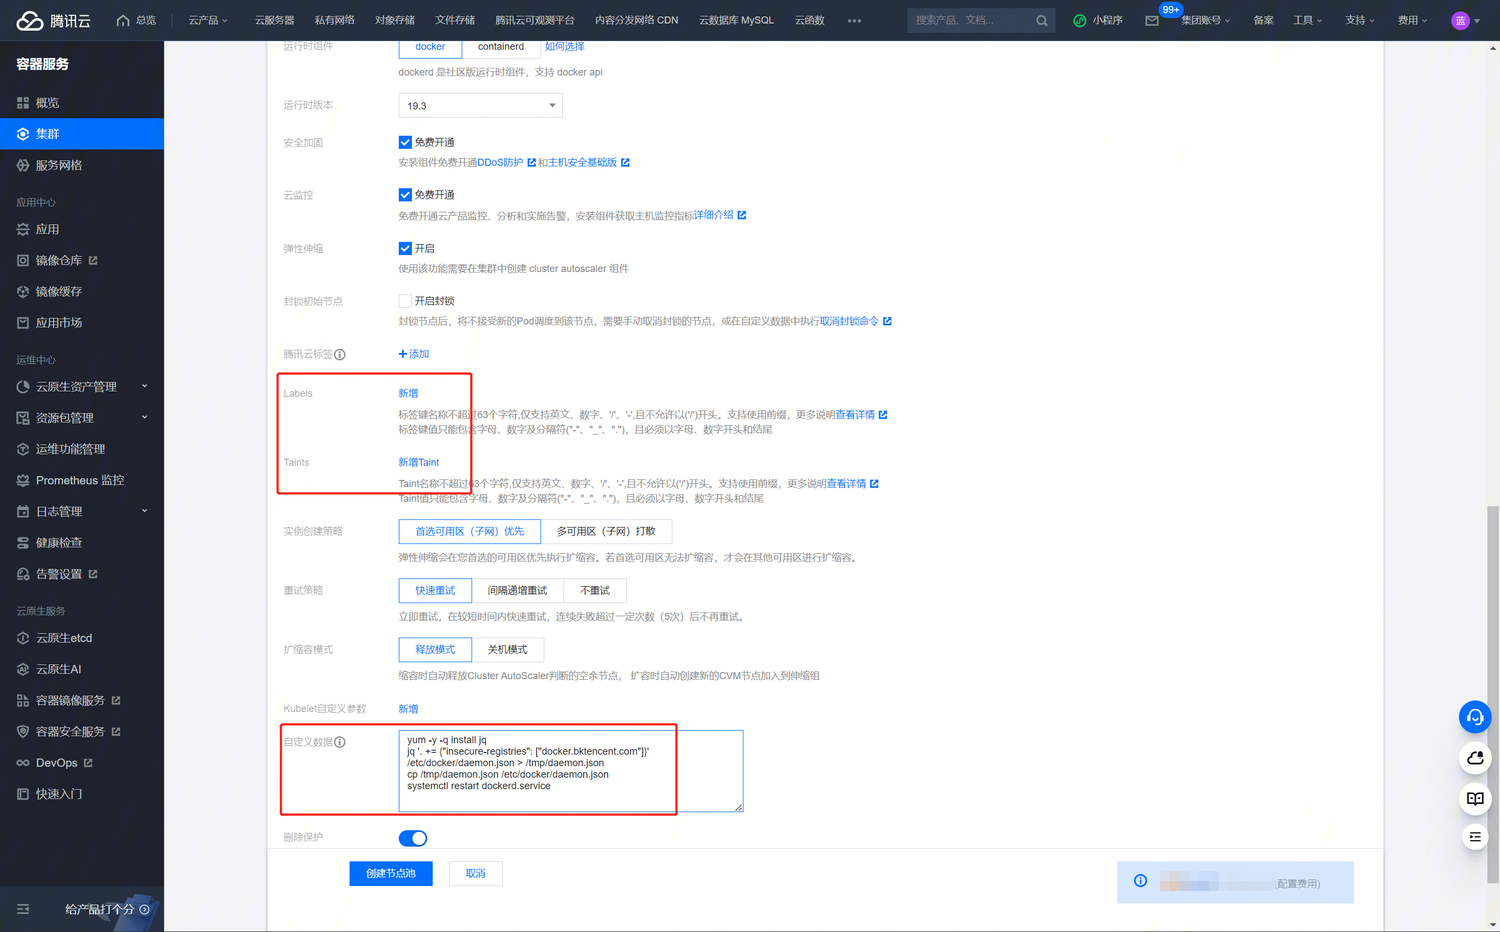 腾讯云
总览
云产品
云服务器
私有网络
对象存储
文件存储
腾讯云可观测平台
内容分发网络 CDN
云数据库 MySQL
云函数
•••
搜索产品、文档...
小程序
99+
集团账号
备案
工具
支持
费用
蓝
容器服务
概览
集群
服务网格
应用中心
应用
镜像仓库
镜像缓存
应用市场
运维中心
云原生资产管理
资源包管理
运维功能管理
Prometheus 监控
日志管理
健康检查
告警设置
云原生服务
云原生etcd
云原生AI
容器镜像服务
容器安全服务
DevOps
快速入门
给产品打个分
运行时组件
docker
containerd
如何选择
dockerd 是社区版运行时组件，支持 docker api
运行时版本
19.3
安全加固
免费开通
安装组件免费开通DDoS防护 和主机安全基础版
云监控
免费开通
免费开通云产品监控、分析和实施告警，安装组件获取主机监控指标详细介绍
弹性伸缩
开启
使用该功能需要在集群中创建 cluster autoscaler 组件
封锁初始节点
开启封锁
封锁节点后，将不接受新的Pod调度到该节点，需要手动取消封锁的节点，或在自定义数据中执行取消封锁命令
腾讯云标签
+ 添加
Labels
新增
标签键名称不超过63个字符,仅支持英文、数字、'/'、'-',且不允许以('/')开头。支持使用前缀，更多说明查看详情
标签键值只能包含字母、数字及分隔符("-"、"_"、".")，且必须以字母、数字开头和结尾
Taints
新增Taint
Taint名称不超过63个字符,仅支持英文、数字、'/'、'-',且不允许以('/')开头。支持使用前缀，更多说明查看详情
Taint值只能包含字母、数字及分隔符("-"、"_"、".")，且必须以字母、数字开头和结尾
实例创建策略
首选可用区（子网）优先
多可用区（子网）打散
弹性伸缩会在您首选的可用区优先执行扩缩容。若首选可用区无法扩缩容，才会在其他可用区进行扩缩容。
重试策略
快速重试
间隔递增重试
不重试
立即重试，在较短时间内快速重试，连续失败超过一定次数（5次）后不再重试。
扩缩容模式
释放模式
关机模式
缩容时自动释放Cluster AutoScaler判断的空余节点， 扩容时自动创建新的CVM节点加入到伸缩组
Kubelet自定义参数
新增
自定义数据
yum -y -q install jq
jq '. += {"insecure-registries": ["docker.bktencent.com"]}'
/etc/docker/daemon.json > /tmp/daemon.json
cp /tmp/daemon.json /etc/docker/daemon.json
systemctl restart dockerd.service
删除保护
创建节点池
取消
(配置费用)